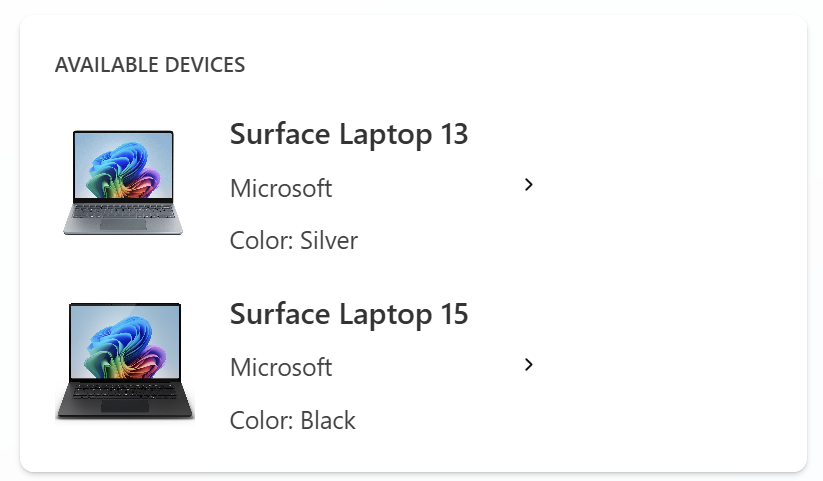 AVAILABLE DEVICES
Surface Laptop 13
Microsoft
Color: Silver
Surface Laptop 15
Microsoft
Color: Black